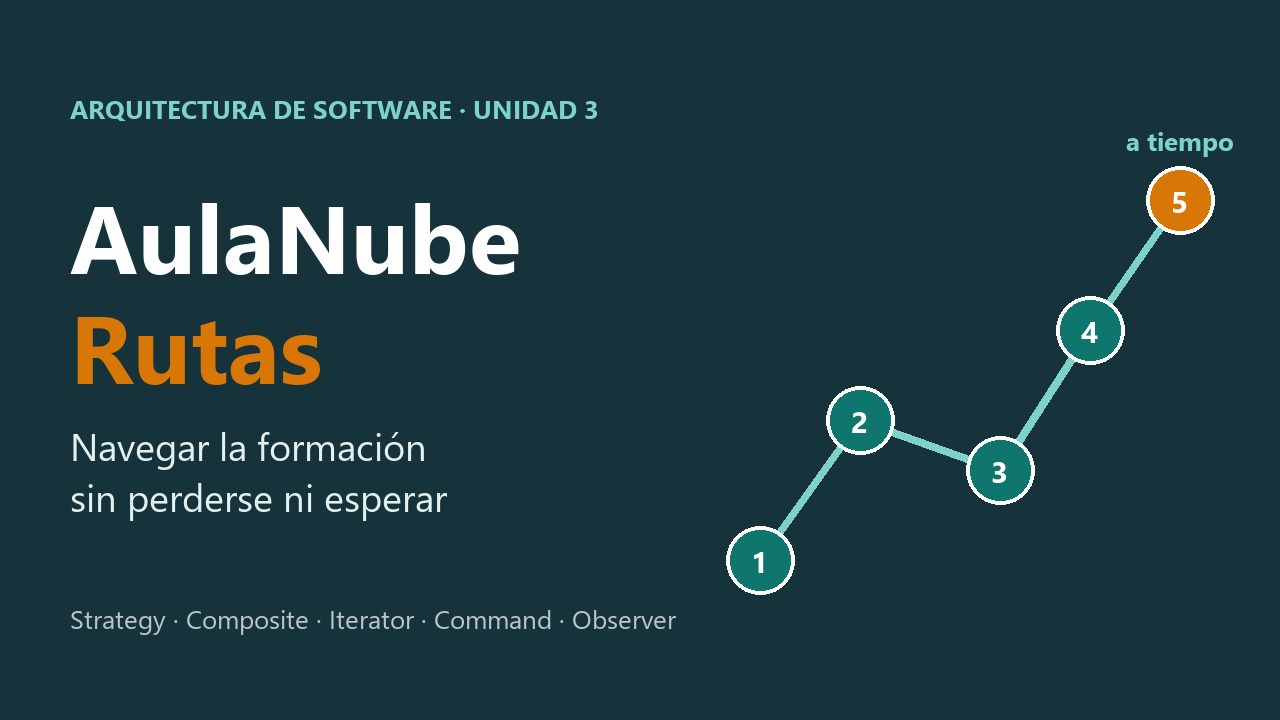 ARQUITECTURA DE SOFTWARE · UNIDAD 3
AulaNube
Rutas
Navegar la formación
sin perderse ni esperar
Strategy · Composite · Iterator · Command · Observer
a tiempo
5
4
2
3
1